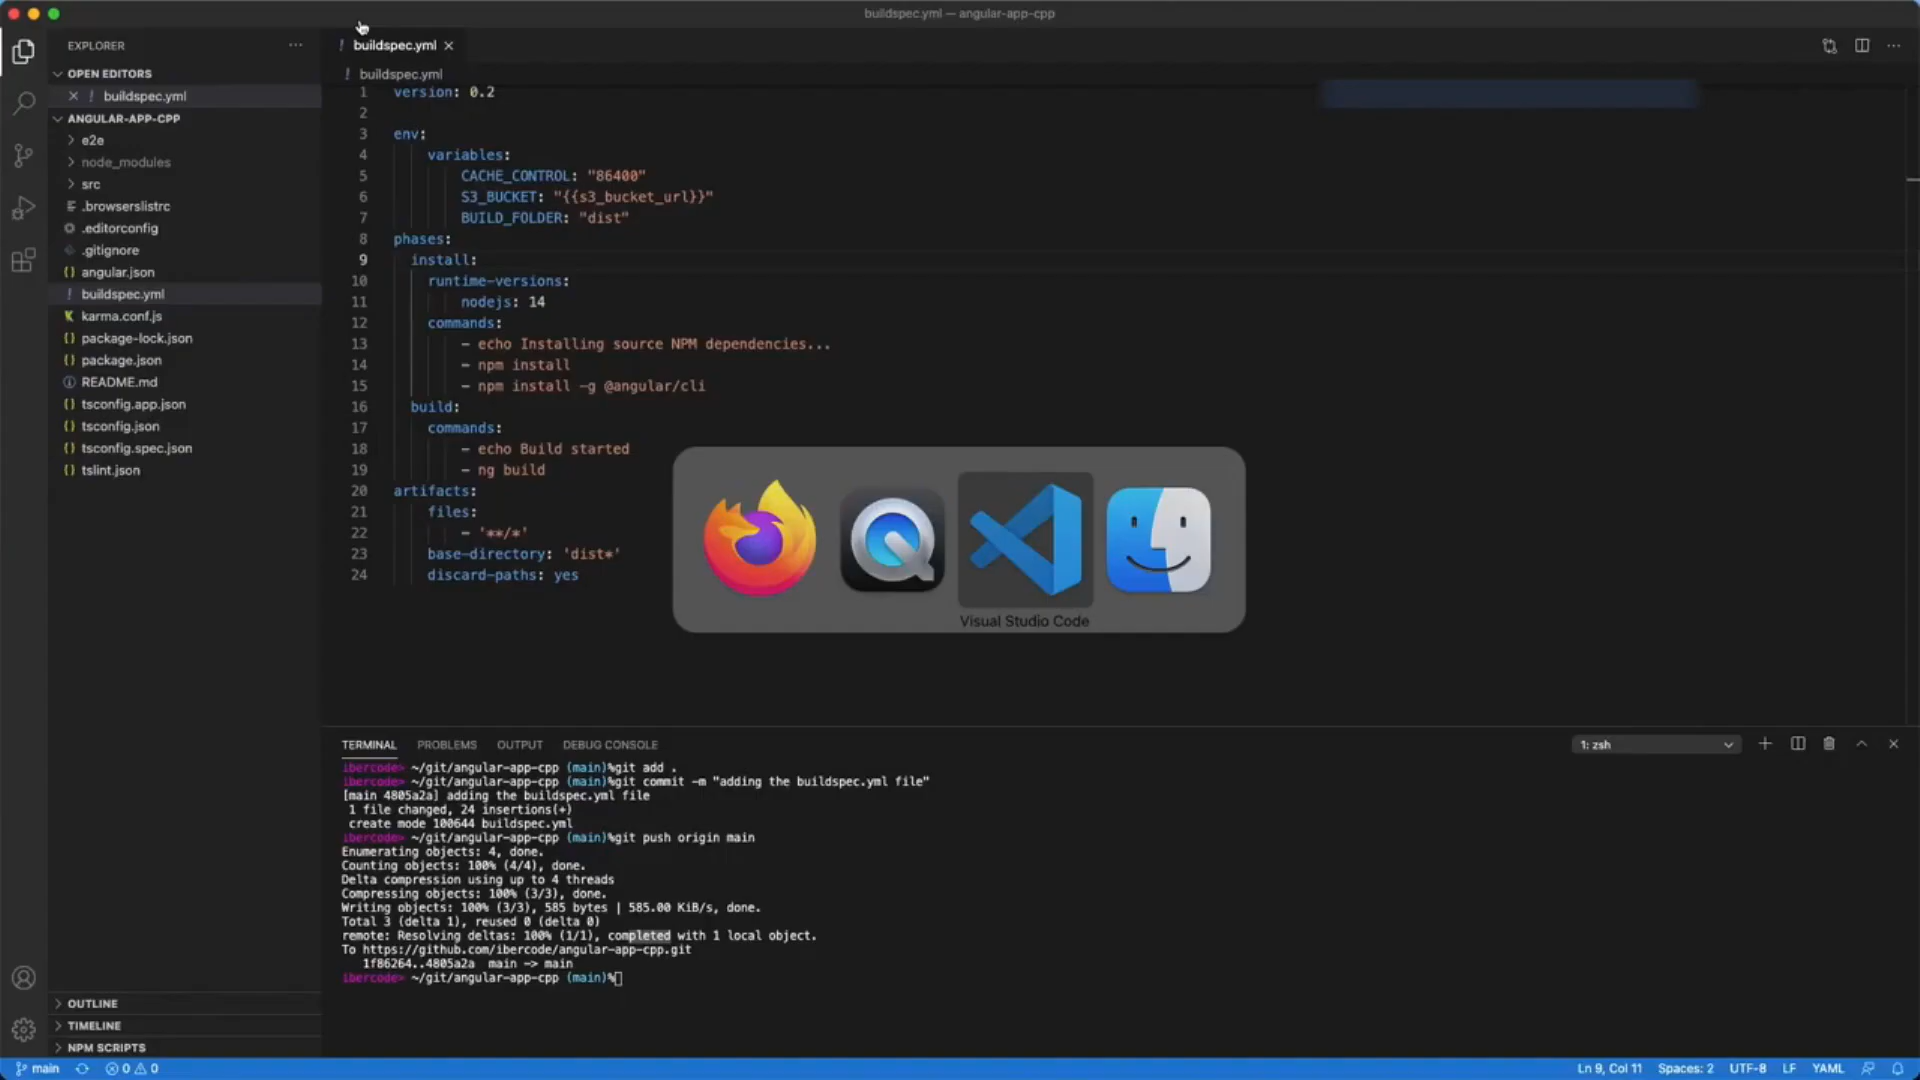 buildspec.yml — angular-app-cpp
EXPLORER
OPEN EDITORS
buildspec.yml
ANGULAR-APP-CPP
e2e
node_modules
src
.browserslistrc
.editorconfig
.gitignore
angular.json
buildspec.yml
karma.conf.js
package-lock.json
package.json
README.md
tsconfig.app.json
tsconfig.json
tsconfig.spec.json
tslint.json
OUTLINE
TIMELINE
NPM SCRIPTS
! buildspec.yml
! buildspec.yml
1 version: 0.2
2
3 env:
4 variables:
5 CACHE_CONTROL: "86400"
6 S3_BUCKET: "{{s3_bucket_url}}"
7 BUILD_FOLDER: "dist"
8 phases:
9 install:
10 runtime-versions:
11 nodejs: 14
12 commands:
13 - echo Installing source NPM dependencies...
14 - npm install
15 - npm install -g @angular/cli
16 build:
17 commands:
18 - echo Build started
19 - ng build
20 artifacts:
21 files:
22 - '**/*'
23 base-directory: 'dist*'
24 discard-paths: yes
Visual Studio Code
TERMINAL PROBLEMS OUTPUT DEBUG CONSOLE
1: zsh
ibercode> ~/git/angular-app-cpp (main)%git add .
ibercode> ~/git/angular-app-cpp (main)%git commit -m "adding the buildspec.yml file"
[main 4805a2a] adding the buildspec.yml file
1 file changed, 24 insertions(+)
create mode 100644 buildspec.yml
ibercode> ~/git/angular-app-cpp (main)%git push origin main
Enumerating objects: 4, done.
Counting objects: 100% (4/4), done.
Delta compression using up to 4 threads
Compressing objects: 100% (3/3), done.
Writing objects: 100% (3/3), 585 bytes | 585.00 KiB/s, done.
Total 3 (delta 1), reused 0 (delta 0)
remote: Resolving deltas: 100% (1/1), completed with 1 local object.
To https://github.com/ibercode/angular-app-cpp.git
1f86264..4805a2a main -> main
ibercode> ~/git/angular-app-cpp (main)%
main 0 0
Ln 9, Col 11 Spaces: 2 UTF-8 LF YAML